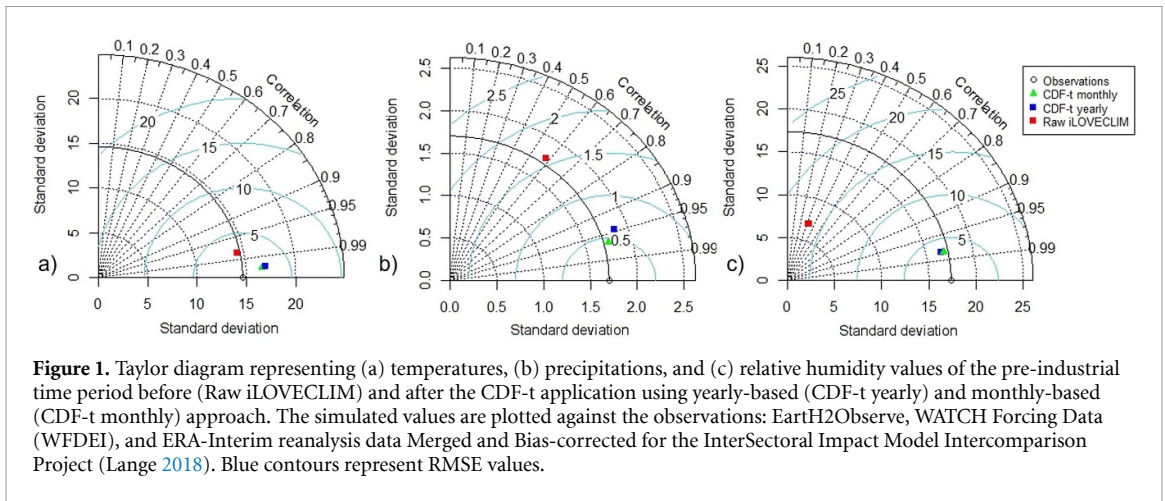 0.1 0.2 0.3 0.4 0.5 0.6 0.7 0.8 0.9 0.95 0.99
Correlation
Standard deviation
20
15
10
5
0
20
15
10
5
a)
0 5 10 15 20
Standard deviation
0.1 0.2 0.3 0.4 0.5 0.6 0.7 0.8 0.9 0.95 0.99
Correlation
2.5
2.0
1.5
1.0
0.5
0.0
2.5
2
1.5
1
0.5
b)
0.0 0.5 1.0 1.5 2.0 2.5
Standard deviation
0.1 0.2 0.3 0.4 0.5 0.6 0.7 0.8 0.9 0.95 0.99
Correlation
Standard deviation
25
20
15
10
5
0
25
20
15
10
5
c)
0 5 10 15 20 25
Standard deviation
Observations
CDF-t monthly
CDF-t yearly
Raw iLOVECLIM
Figure 1. Taylor diagram representing (a) temperatures, (b) precipitations, and (c) relative humidity values of the pre-industrial
time period before (Raw iLOVECLIM) and after the CDF-t application using yearly-based (CDF-t yearly) and monthly-based
(CDF-t monthly) approach. The simulated values are plotted against the observations: EartH2Observe, WATCH Forcing Data
(WFDEI), and ERA-Interim reanalysis data Merged and Bias-corrected for the InterSectoral Impact Model Intercomparison
Project (Lange 2018). Blue contours represent RMSE values.